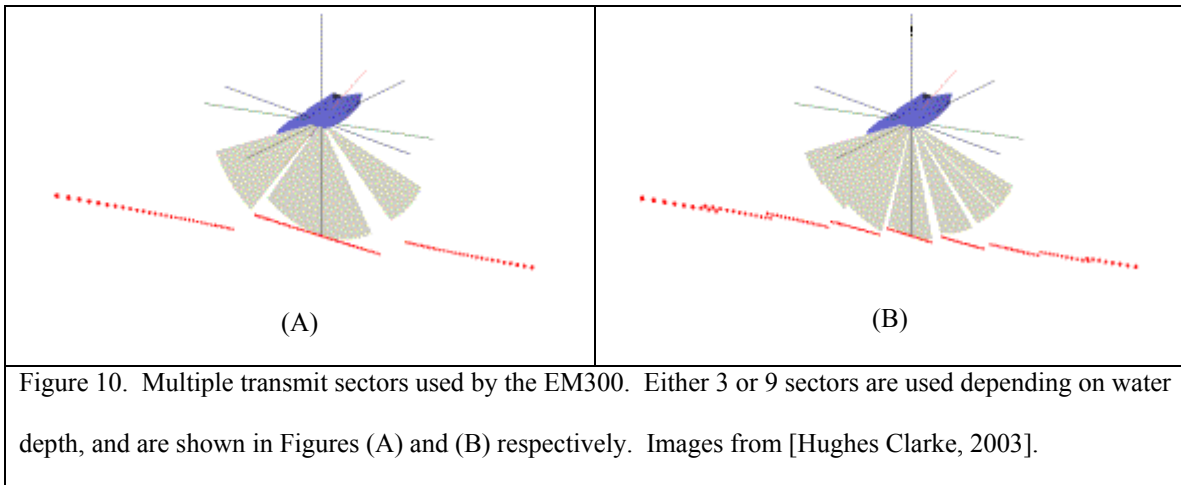 (A)
(B)
Figure 10.  Multiple transmit sectors used by the EM300.  Either 3 or 9 sectors are used depending on water
depth, and are shown in Figures (A) and (B) respectively.  Images from [Hughes Clarke, 2003].